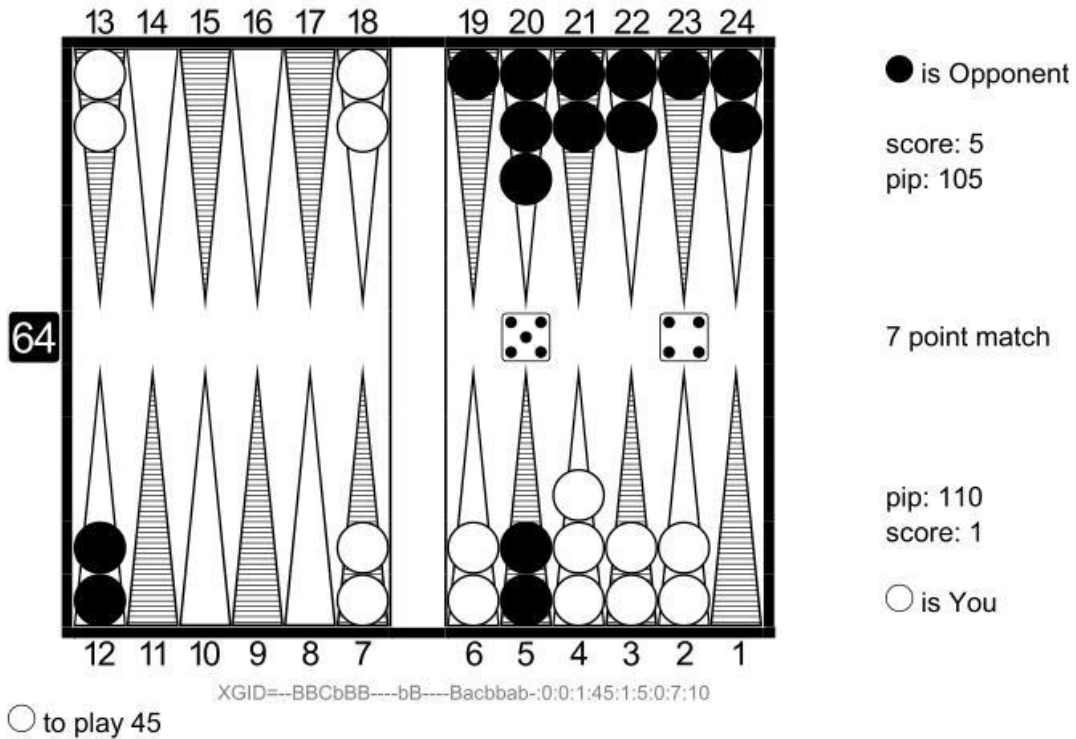 13 14 15 16 17 18 19 20 21 22 23 24
is Opponent
score: 5
pip: 105
64
7 point match
pip: 110
score: 1
is You
12 11 10 9 8 7 6 5 4 3 2 1
XGID=--BBCbBB----bB----Bacbbab-:0:0:1:45:1:5:0:7:10
to play 45